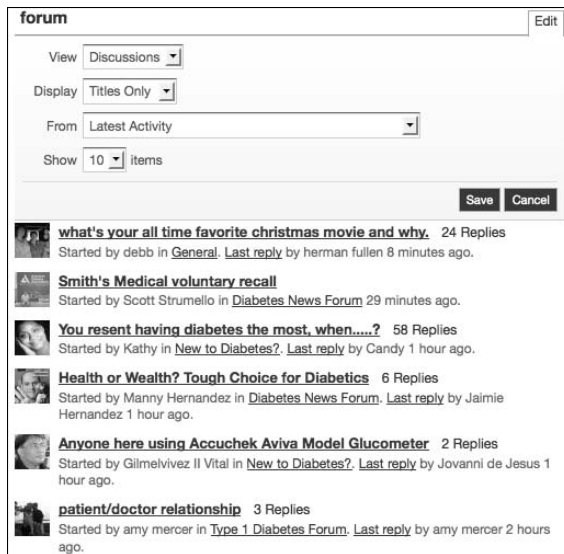 forum
Edit
View Discussions
Display Titles Only
From Latest Activity
Show 10 items
Save Cancel
what's your all time favorite christmas movie and why. 24 Replies
Started by debb in General. Last reply by herman fullen 8 minutes ago.
Smith's Medical voluntary recall
Started by Scott Strumello in Diabetes News Forum 29 minutes ago.
You resent having diabetes the most, when.....? 58 Replies
Started by Kathy in New to Diabetes?. Last reply by Candy 1 hour ago.
Health or Wealth? Tough Choice for Diabetics 6 Replies
Started by Manny Hernandez in Diabetes News Forum. Last reply by Jaimie
Hernandez 1 hour ago.
Anyone here using Accuchek Aviva Model Glucometer 2 Replies
Started by Gilmelvivez II Vital in New to Diabetes?. Last reply by Jovanni de Jesus 1
hour ago.
patient/doctor relationship 3 Replies
Started by amy mercer in Type 1 Diabetes Forum. Last reply by amy mercer 2 hours
ago.